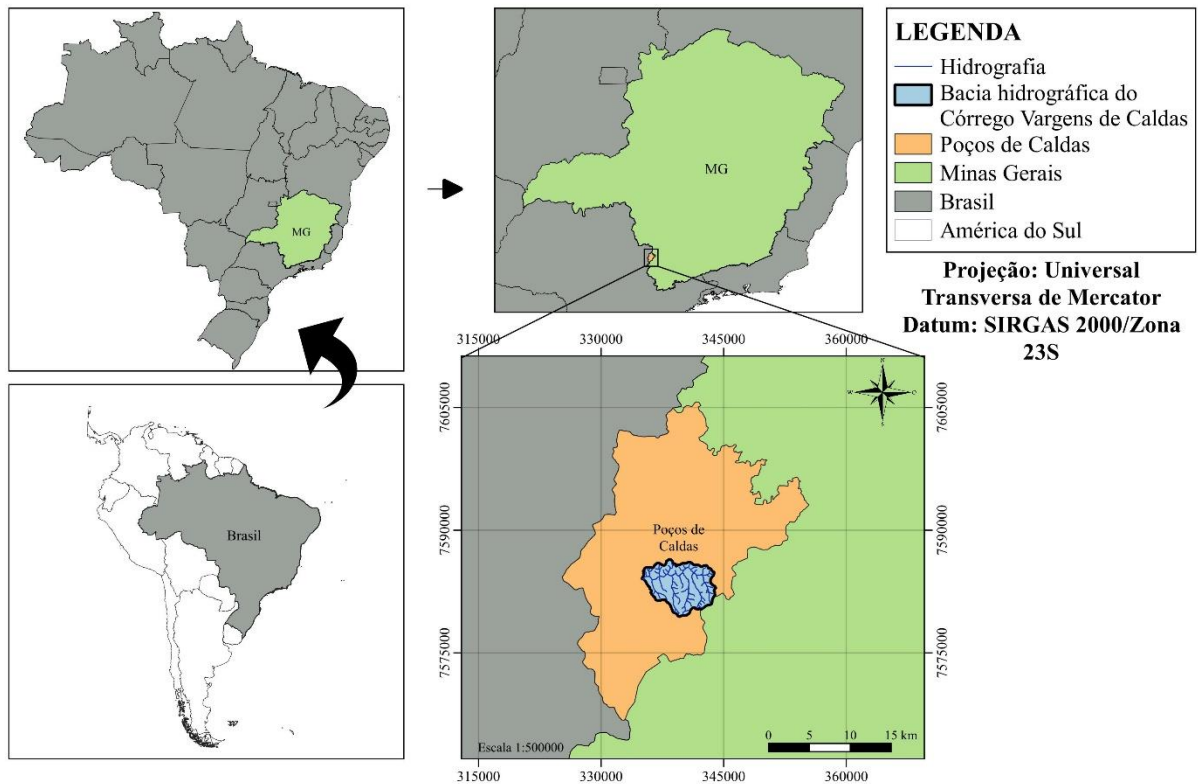 MG
MG
LEGENDA
Hidrografia
Bacia hidrográfica do
Córrego Vargens de Caldas
Poços de Caldas
Minas Gerais
Brasil
América do Sul
Projeção: Universal
Transversa de Mercator
Datum: SIRGAS 2000/Zona
23S
Brasil
315000 330000 345000 360000
7605000 7605000
7590000 7590000
7575000 7575000
Poços de
Caldas
Escala 1:500000
0 5 10 15 km
315000 330000 345000 360000